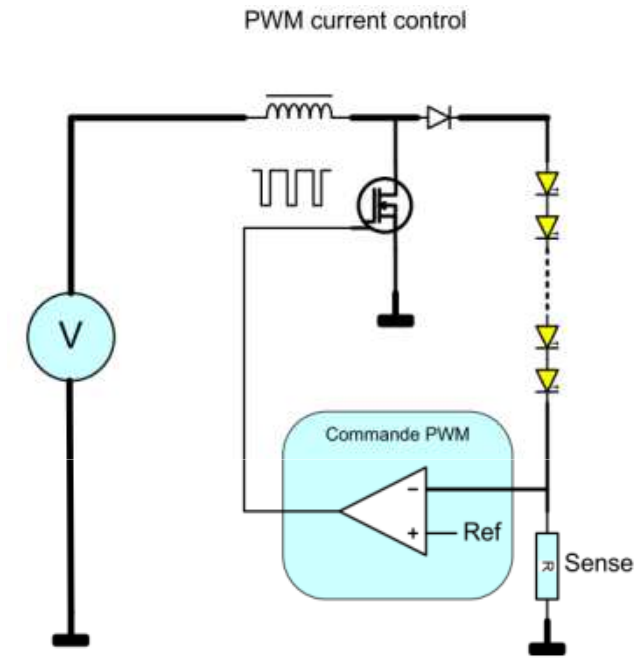 PWM current control
V
Commande PWM
-
+
Ref
R
Sense